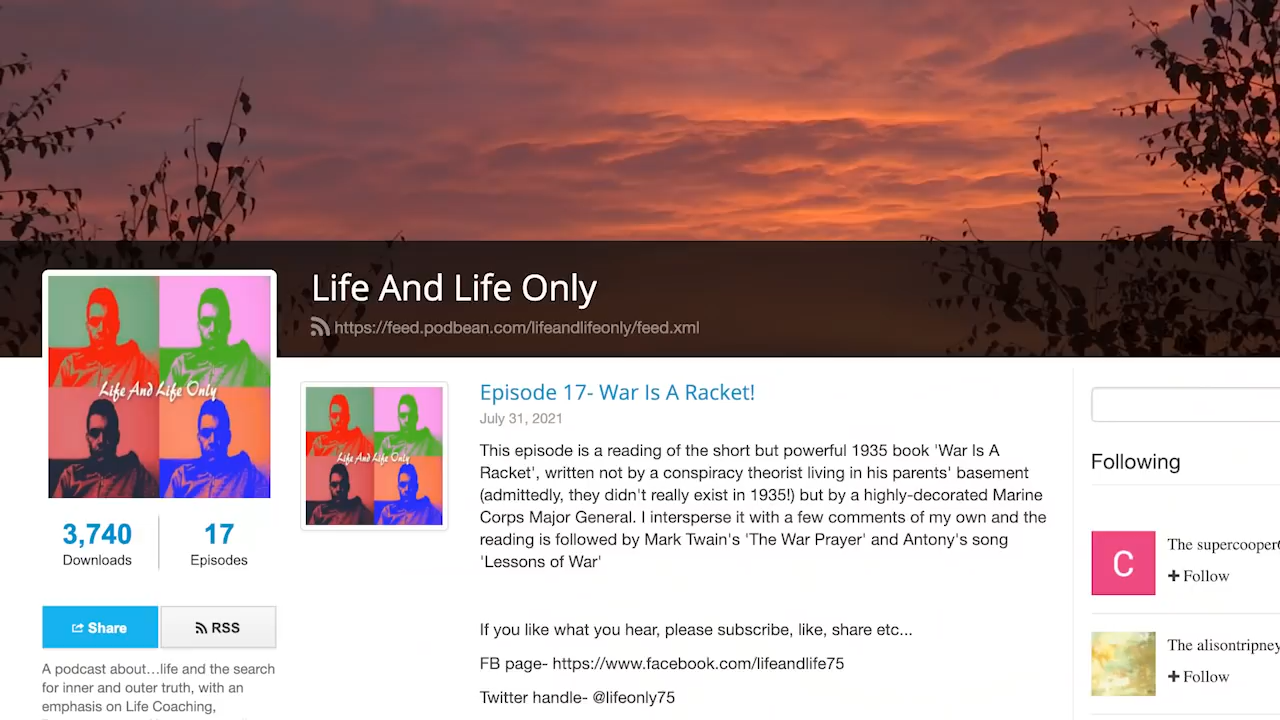 Life And Life Only
https://feed.podbean.com/lifeandlifeonly/feed.xml
Life And Life Only
3,740
Downloads
17
Episodes
Share
RSS
A podcast about…life and the search
for inner and outer truth, with an
emphasis on Life Coaching,
Life And Life Only
Episode 17- War Is A Racket!
July 31, 2021
This episode is a reading of the short but powerful 1935 book 'War Is A
Racket', written not by a conspiracy theorist living in his parents' basement
(admittedly, they didn't really exist in 1935!) but by a highly-decorated Marine
Corps Major General. I intersperse it with a few comments of my own and the
reading is followed by Mark Twain's 'The War Prayer' and Antony's song
'Lessons of War'
If you like what you hear, please subscribe, like, share etc...
FB page- https://www.facebook.com/lifeandlife75
Twitter handle- @lifeonly75
Following
C
The supercooper
Follow
The alisontripney
Follow